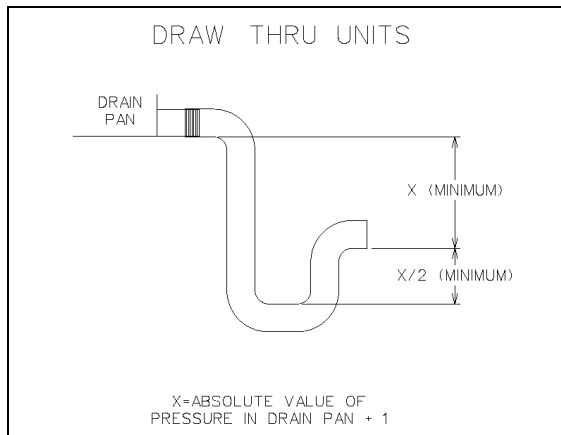 DRAW THRU UNITS
DRAIN
PAN
X (MINIMUM)
X/2 (MINIMUM)
X=ABSOLUTE VALUE OF
PRESSURE IN DRAIN PAN + 1